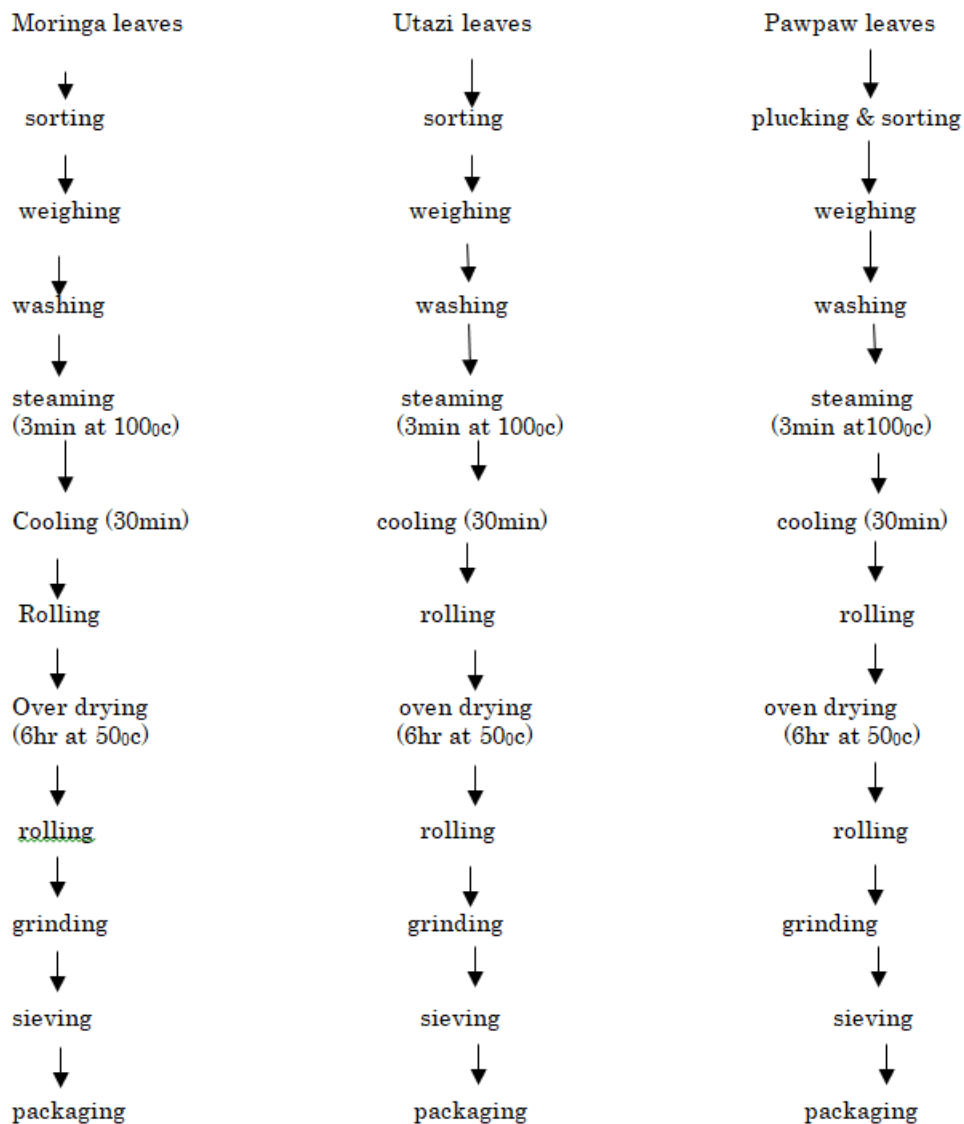 Moringa leaves
sorting
weighing
washing
steaming
(3min at 100₀c)
Cooling (30min)
Rolling
Over drying
(6hr at 50₀c)
rolling
grinding
sieving
packaging
Utazi leaves
sorting
weighing
washing
steaming
(3min at 100₀c)
cooling (30min)
rolling
oven drying
(6hr at 50₀c)
rolling
grinding
sieving
packaging
Pawpaw leaves
plucking & sorting
weighing
washing
steaming
(3min at100₀c)
cooling (30min)
rolling
oven drying
(6hr at 50₀c)
rolling
grinding
sieving
packaging